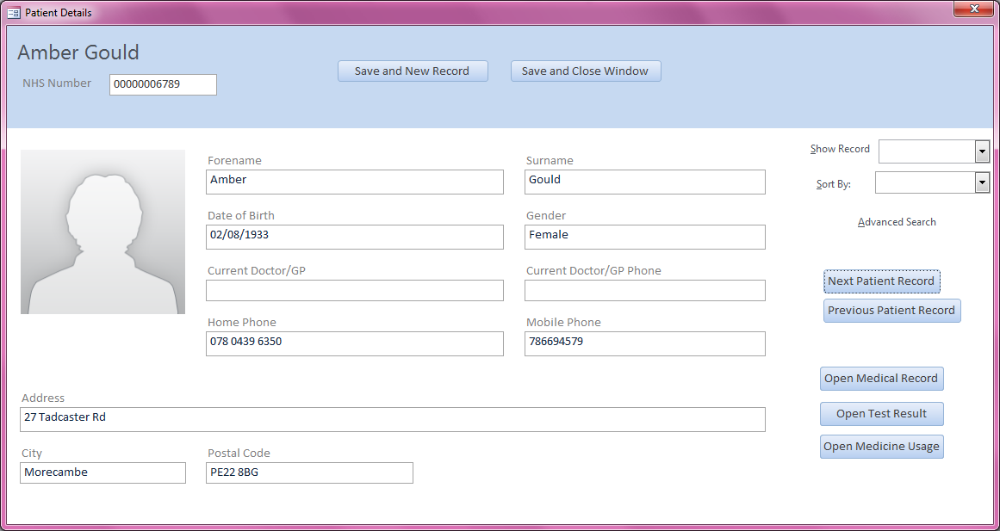 Patient Details
Amber Gould
NHS Number 00000006789
Save and New Record Save and Close Window
Show Record
Sort By:
Advanced Search
Forename Surname
Amber Gould
Date of Birth Gender
02/08/1933 Female
Current Doctor/GP Current Doctor/GP Phone
Home Phone Mobile Phone
078 0439 6350 786694579
Next Patient Record
Previous Patient Record
Open Medical Record
Open Test Result
Open Medicine Usage
Address
27 Tadcaster Rd
City Postal Code
Morecambe PE22 8BG